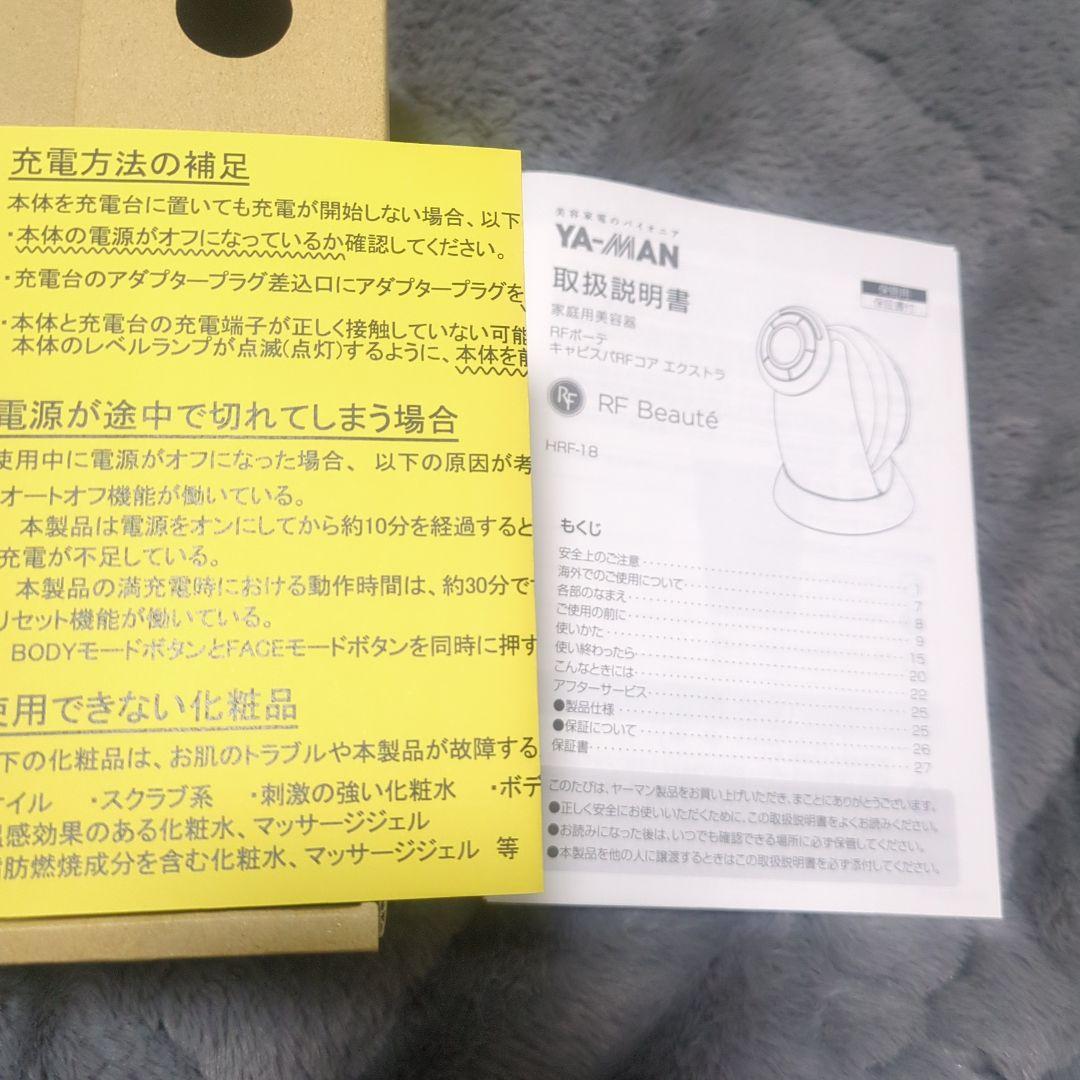 充電方法の補足
本体を充電台に置いても充電が開始しない場合、以下
・本体の電源がオフになっているか確認してください。
・充電台のアダプタープラグ差込口にアダプタープラグを
・本体と充電台の充電端子が正しく接触していない可能
本体のレベルランプが点滅(点灯)するように、本体を前
電源が途中で切れてしまう場合
使用中に電源がオフになった場合、以下の原因が考
オートオフ機能が働いている。
本製品は電源をオンにしてから約10分を経過すると
充電が不足している。
本製品の満充電時における動作時間は、約30分で
リセット機能が働いている。
BODYモードボタンとFACEモードボタンを同時に押す
使用できない化粧品
下の化粧品は、お肌のトラブルや本製品が故障する
オイル ・スクラブ系 ・刺激の強い化粧水 ・ボデ
温感効果のある化粧水、マッサージジェル
脂肪燃焼成分を含む化粧水、マッサージジェル 等
美容家電のパイオニア
YA-MAN
取扱説明書
保管用
保証書付
家庭用美容器
RFボーテ
キャビスパRFコア エクストラ
RF RF Beauté
HRF-18
もくじ
安全上のご注意 1
海外でのご使用について 7
各部のなまえ 8
ご使用の前に 9
使いかた 15
使い終わったら 20
こんなときには 22
アフターサービス 25
●製品仕様 25
●保証について 26
保証書 27
このたびは、ヤーマン製品をお買い上げいただき、まことにありがとうございます。
●正しく安全にお使いいただくために、この取扱説明書をよくお読みください。
●お読みになった後は、いつでも確認できる場所に必ず保管してください。
●本製品を他の人に譲渡するときはこの取扱説明書を必ず添付してください。